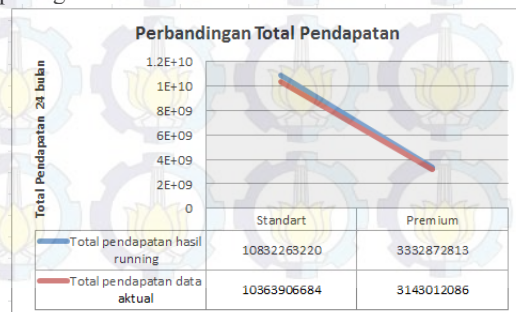 Perbandingan Total Pendapatan
Total Pendapatan 24 bulan
1.2E+10
1E+10
8E+09
6E+09
4E+09
2E+09
0
Standart Premium
Total pendapatan hasil
running
10832263220 3332872813
Total pendapatan data
aktual
10363906684 3143012086